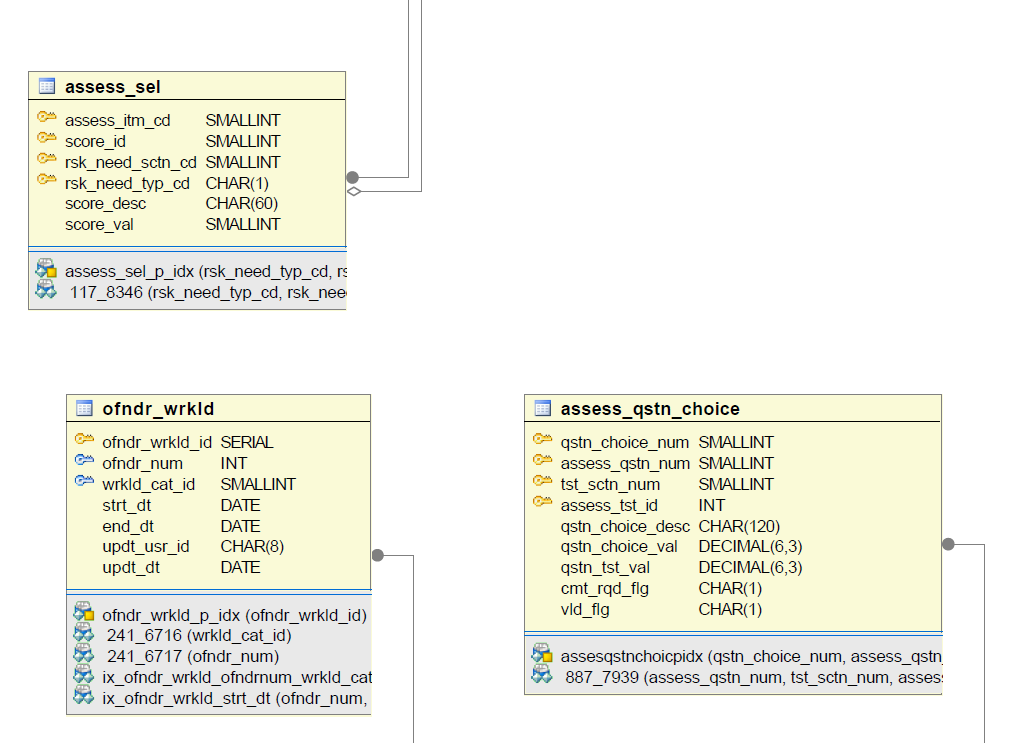 assess_sel
assess_itm_cd SMALLINT
score_id SMALLINT
rsk_need_sctn_cd SMALLINT
rsk_need_typ_cd CHAR(1)
score_desc CHAR(60)
score_val SMALLINT
assess_sel_p_idx (rsk_need_typ_cd, rs
117_8346 (rsk_need_typ_cd, rsk_nee
ofndr_wrkld
ofndr_wrkld_id SERIAL
ofndr_num INT
wrkld_cat_id SMALLINT
strt_dt DATE
end_dt DATE
updt_usr_id CHAR(8)
updt_dt DATE
ofndr_wrkld_p_idx (ofndr_wrkld_id)
241_6716 (wrkld_cat_id)
241_6717 (ofndr_num)
ix_ofndr_wrkld_ofndrnum_wrkld_cat
ix_ofndr_wrkld_strt_dt (ofndr_num,
assess_qstn_choice
qstn_choice_num SMALLINT
assess_qstn_num SMALLINT
tst_sctn_num SMALLINT
assess_tst_id INT
qstn_choice_desc CHAR(120)
qstn_choice_val DECIMAL(6,3)
qstn_tst_val DECIMAL(6,3)
cmt_rqd_flg CHAR(1)
vld_flg CHAR(1)
assesqstnchoicpidx (qstn_choice_num, assess_qstn_
887_7939 (assess_qstn_num, tst_sctn_num, asses